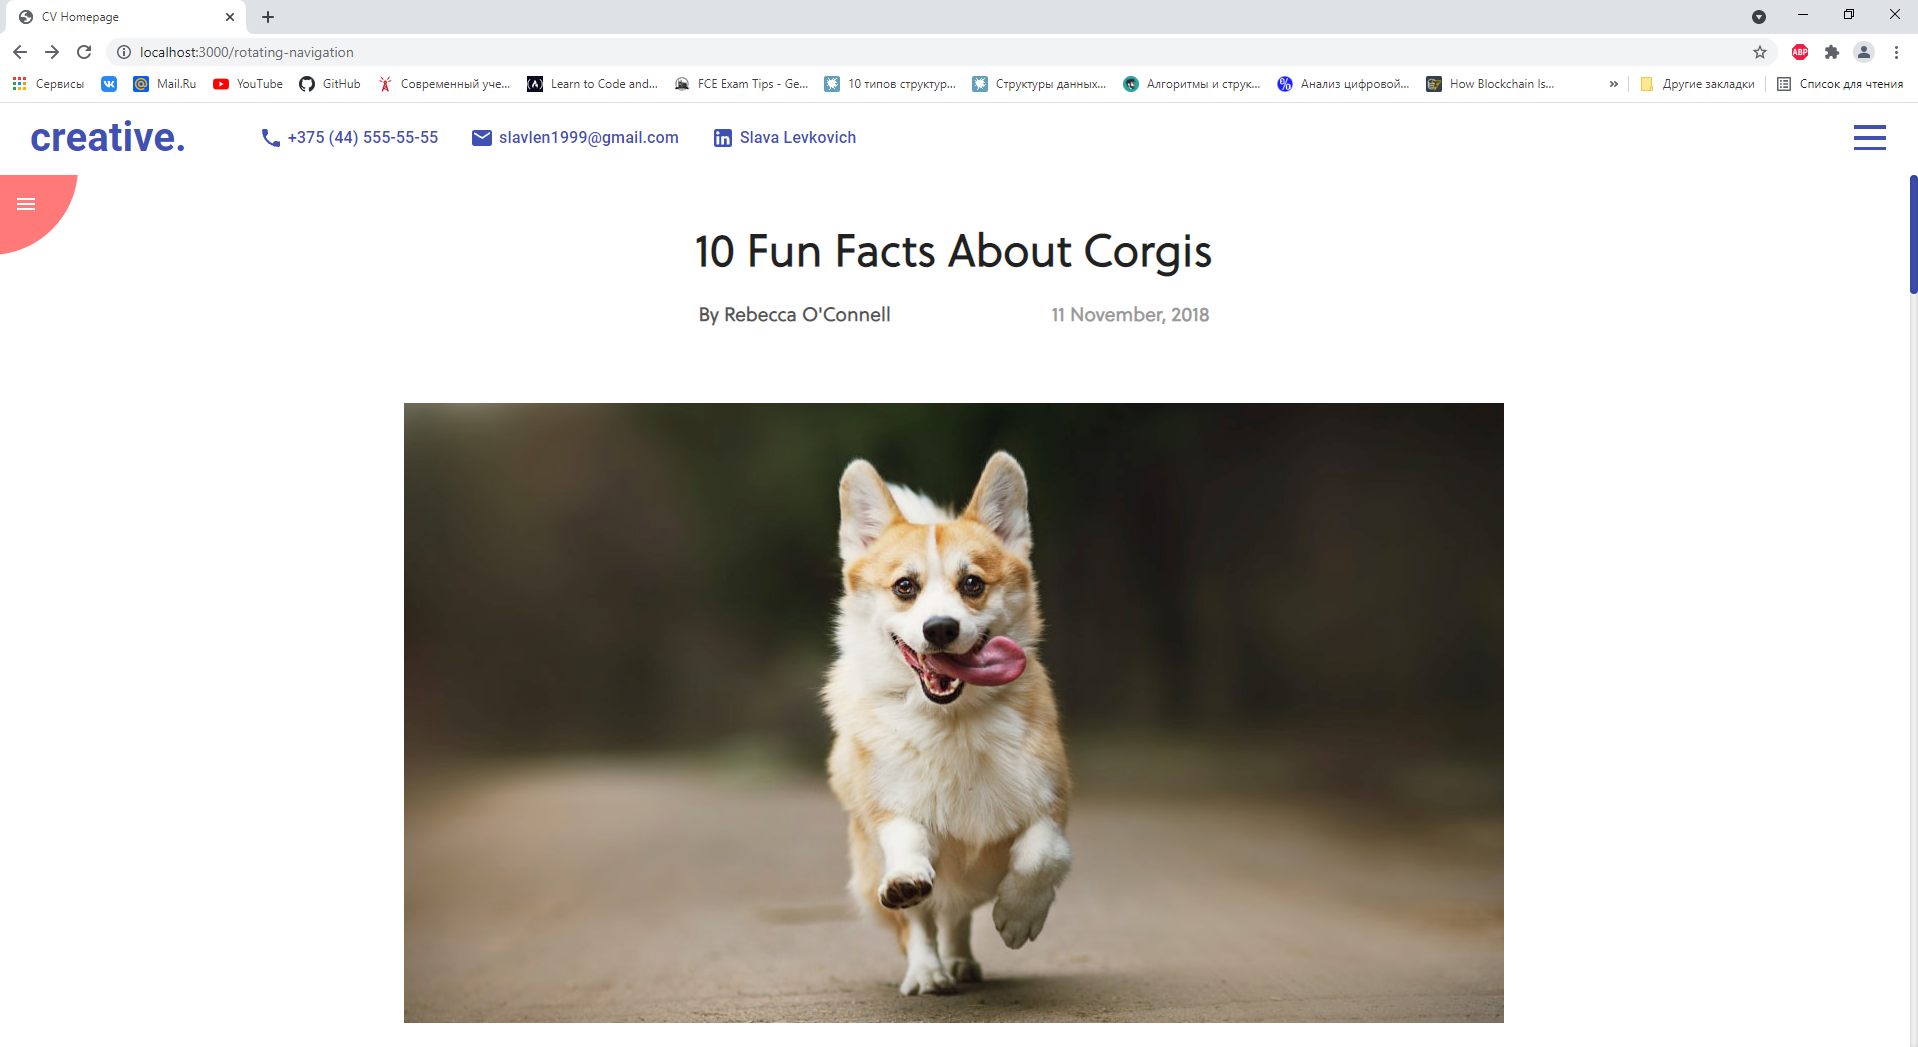 CV Homepage
localhost:3000/rotating-navigation
ABP
Сервисы Mail.Ru YouTube GitHub Современный уче... Learn to Code and... FCE Exam Tips - Ge... 10 типов структур... Структуры данных... Алгоритмы и струк... Анализ цифровой... How Blockchain Is... » Другие закладки Список для чтения
creative. +375 (44) 555-55-55 slavlen1999@gmail.com Slava Levkovich
10 Fun Facts About Corgis
By Rebecca O'Connell 11 November, 2018